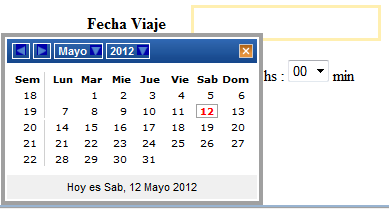 Fecha Viaje
Mayo 2012
hs : 00 min
Sem Lun Mar Mie Jue Vie Sab Dom
18 1 2 3 4 5 6
19 7 8 9 10 11 12 13
20 14 15 16 17 18 19 20
21 21 22 23 24 25 26 27
22 28 29 30 31
Hoy es Sab, 12 Mayo 2012